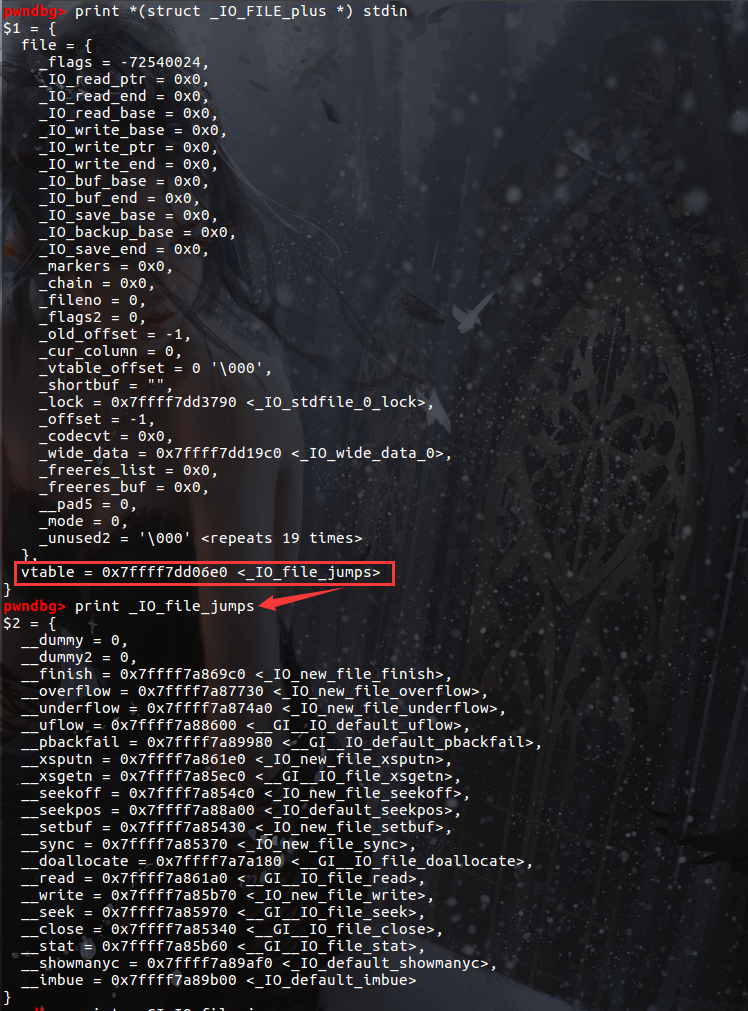 pwndbg> print *(struct _IO_FILE_plus *) stdin
$1 = {
  file = {
    _flags = -72540024,
    _IO_read_ptr = 0x0,
    _IO_read_end = 0x0,
    _IO_read_base = 0x0,
    _IO_write_base = 0x0,
    _IO_write_ptr = 0x0,
    _IO_write_end = 0x0,
    _IO_buf_base = 0x0,
    _IO_buf_end = 0x0,
    _IO_save_base = 0x0,
    _IO_backup_base = 0x0,
    _IO_save_end = 0x0,
    _markers = 0x0,
    _chain = 0x0,
    _fileno = 0,
    _flags2 = 0,
    _old_offset = -1,
    _cur_column = 0,
    _vtable_offset = 0 '\000',
    _shortbuf = "",
    _lock = 0x7ffff7dd3790 <_IO_stdfile_0_lock>,
    _offset = -1,
    _codecvt = 0x0,
    _wide_data = 0x7ffff7dd19c0 <_IO_wide_data_0>,
    _freeres_list = 0x0,
    _freeres_buf = 0x0,
    __pad5 = 0,
    _mode = 0,
    _unused2 = '\000' <repeats 19 times>
  },
  vtable = 0x7ffff7dd06e0 <_IO_file_jumps>
}
pwndbg> print _IO_file_jumps
$2 = {
  __dummy = 0,
  __dummy2 = 0,
  __finish = 0x7ffff7a869c0 <_IO_new_file_finish>,
  __overflow = 0x7ffff7a87730 <_IO_new_file_overflow>,
  __underflow = 0x7ffff7a874a0 <_IO_new_file_underflow>,
  __uflow = 0x7ffff7a88600 <__GI__IO_default_uflow>,
  __pbackfail = 0x7ffff7a89980 <__GI__IO_default_pbackfail>,
  __xsputn = 0x7ffff7a861e0 <_IO_new_file_xsputn>,
  __xsgetn = 0x7ffff7a85ec0 <__GI__IO_file_xsgetn>,
  __seekoff = 0x7ffff7a854c0 <_IO_new_file_seekoff>,
  __seekpos = 0x7ffff7a88a00 <_IO_default_seekpos>,
  __setbuf = 0x7ffff7a85430 <_IO_new_file_setbuf>,
  __sync = 0x7ffff7a85370 <_IO_new_file_sync>,
  __doallocate = 0x7ffff7a7a180 <__GI__IO_file_doallocate>,
  __read = 0x7ffff7a861a0 <__GI__IO_file_read>,
  __write = 0x7ffff7a85b70 <_IO_new_file_write>,
  __seek = 0x7ffff7a85970 <__GI__IO_file_seek>,
  __close = 0x7ffff7a85340 <__GI__IO_file_close>,
  __stat = 0x7ffff7a85b60 <__GI__IO_file_stat>,
  __showmanyc = 0x7ffff7a89af0 <_IO_default_showmanyc>,
  __imbue = 0x7ffff7a89b00 <_IO_default_imbue>
}